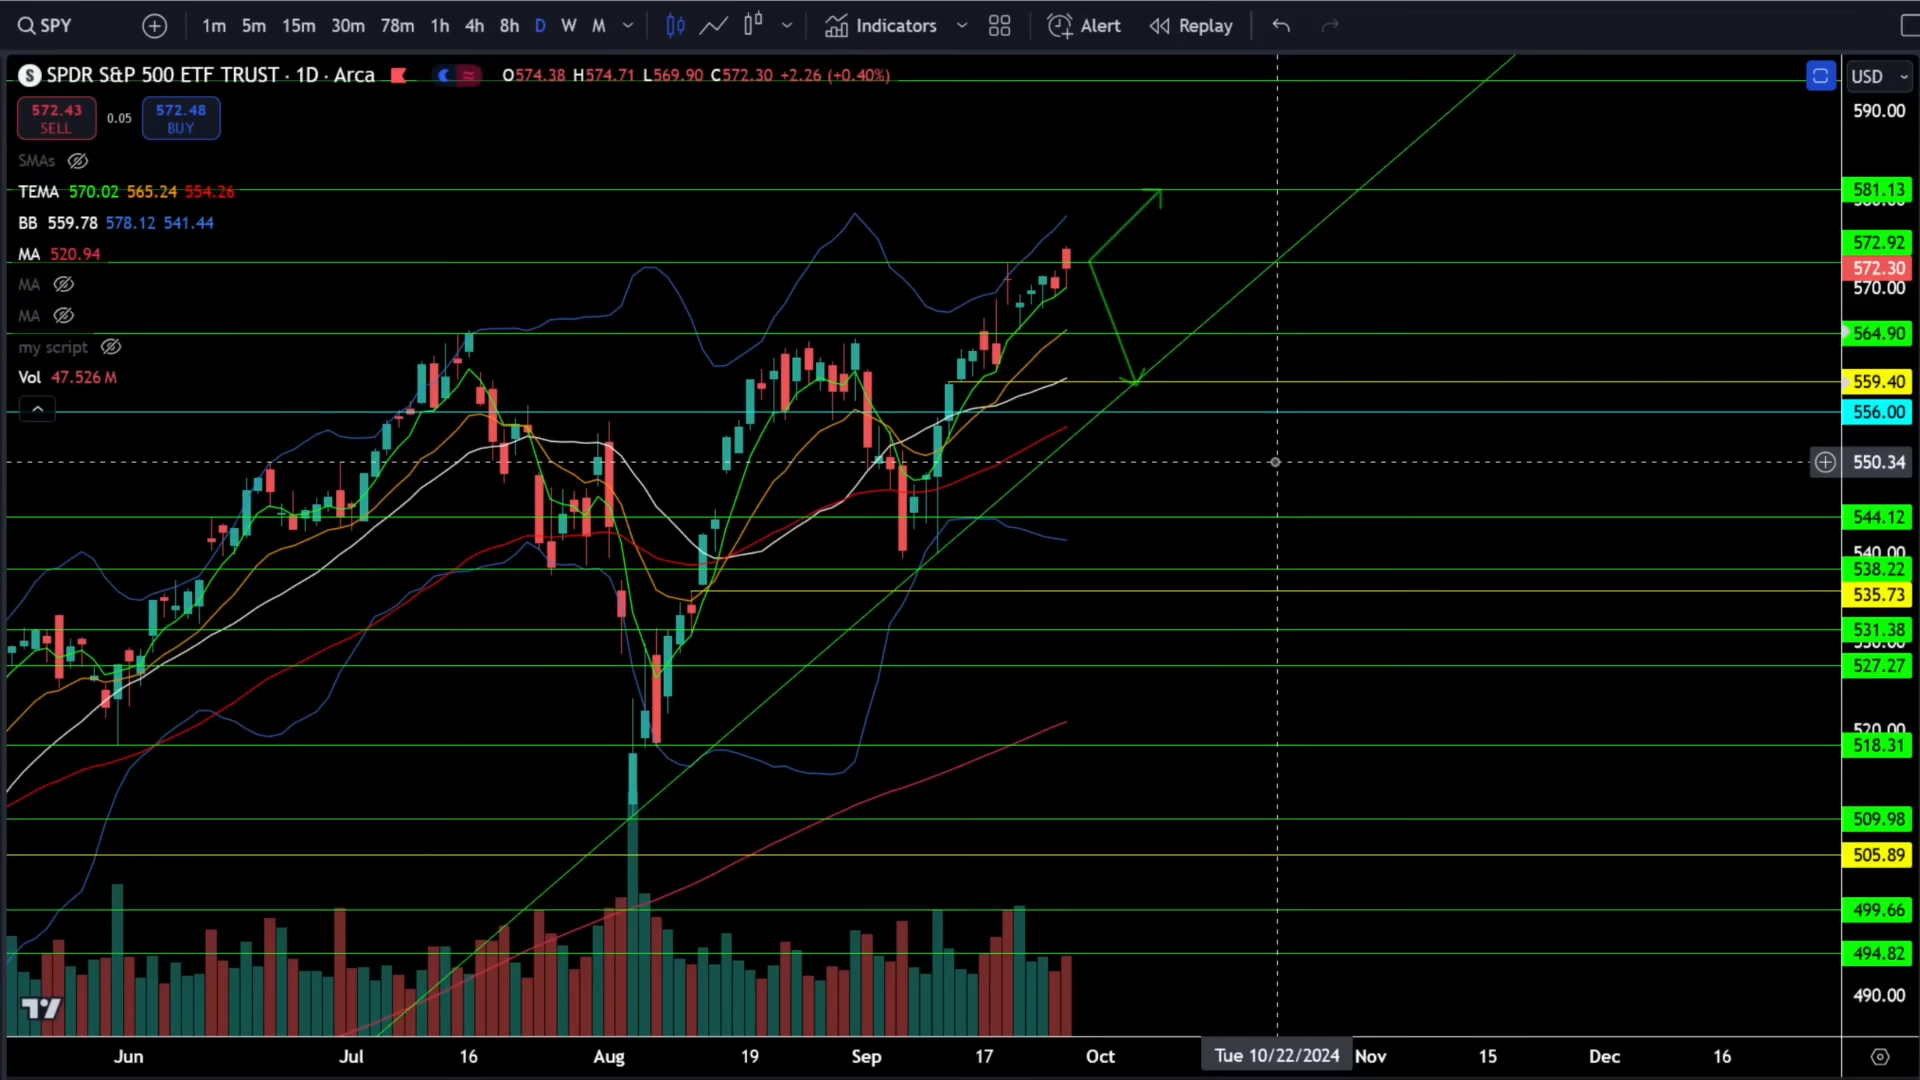 SPY 1m 5m 15m 30m 78m 1h 4h 8h D W M Indicators Alert Replay
S SPDR S&P 500 ETF TRUST · 1D · Arca O574.38 H574.71 L569.90 C572.30 +2.26 (+0.40%)
USD
572.43 SELL
0.05
572.48 BUY
SMAs
TEMA 570.02 565.24 554.26
BB 559.78 578.12 541.44
MA 520.94
MA
MA
my script
Vol 47.526 M
590.00
581.13
580.00
572.92
572.30
570.00
564.90
559.40
556.00
550.34
544.12
540.00
538.22
535.73
531.38
530.00
527.27
520.00
518.31
509.98
505.89
499.66
494.82
490.00
Jun Jul 16 Aug 19 Sep 17 Oct Tue 10/22/2024 Nov 15 Dec 16